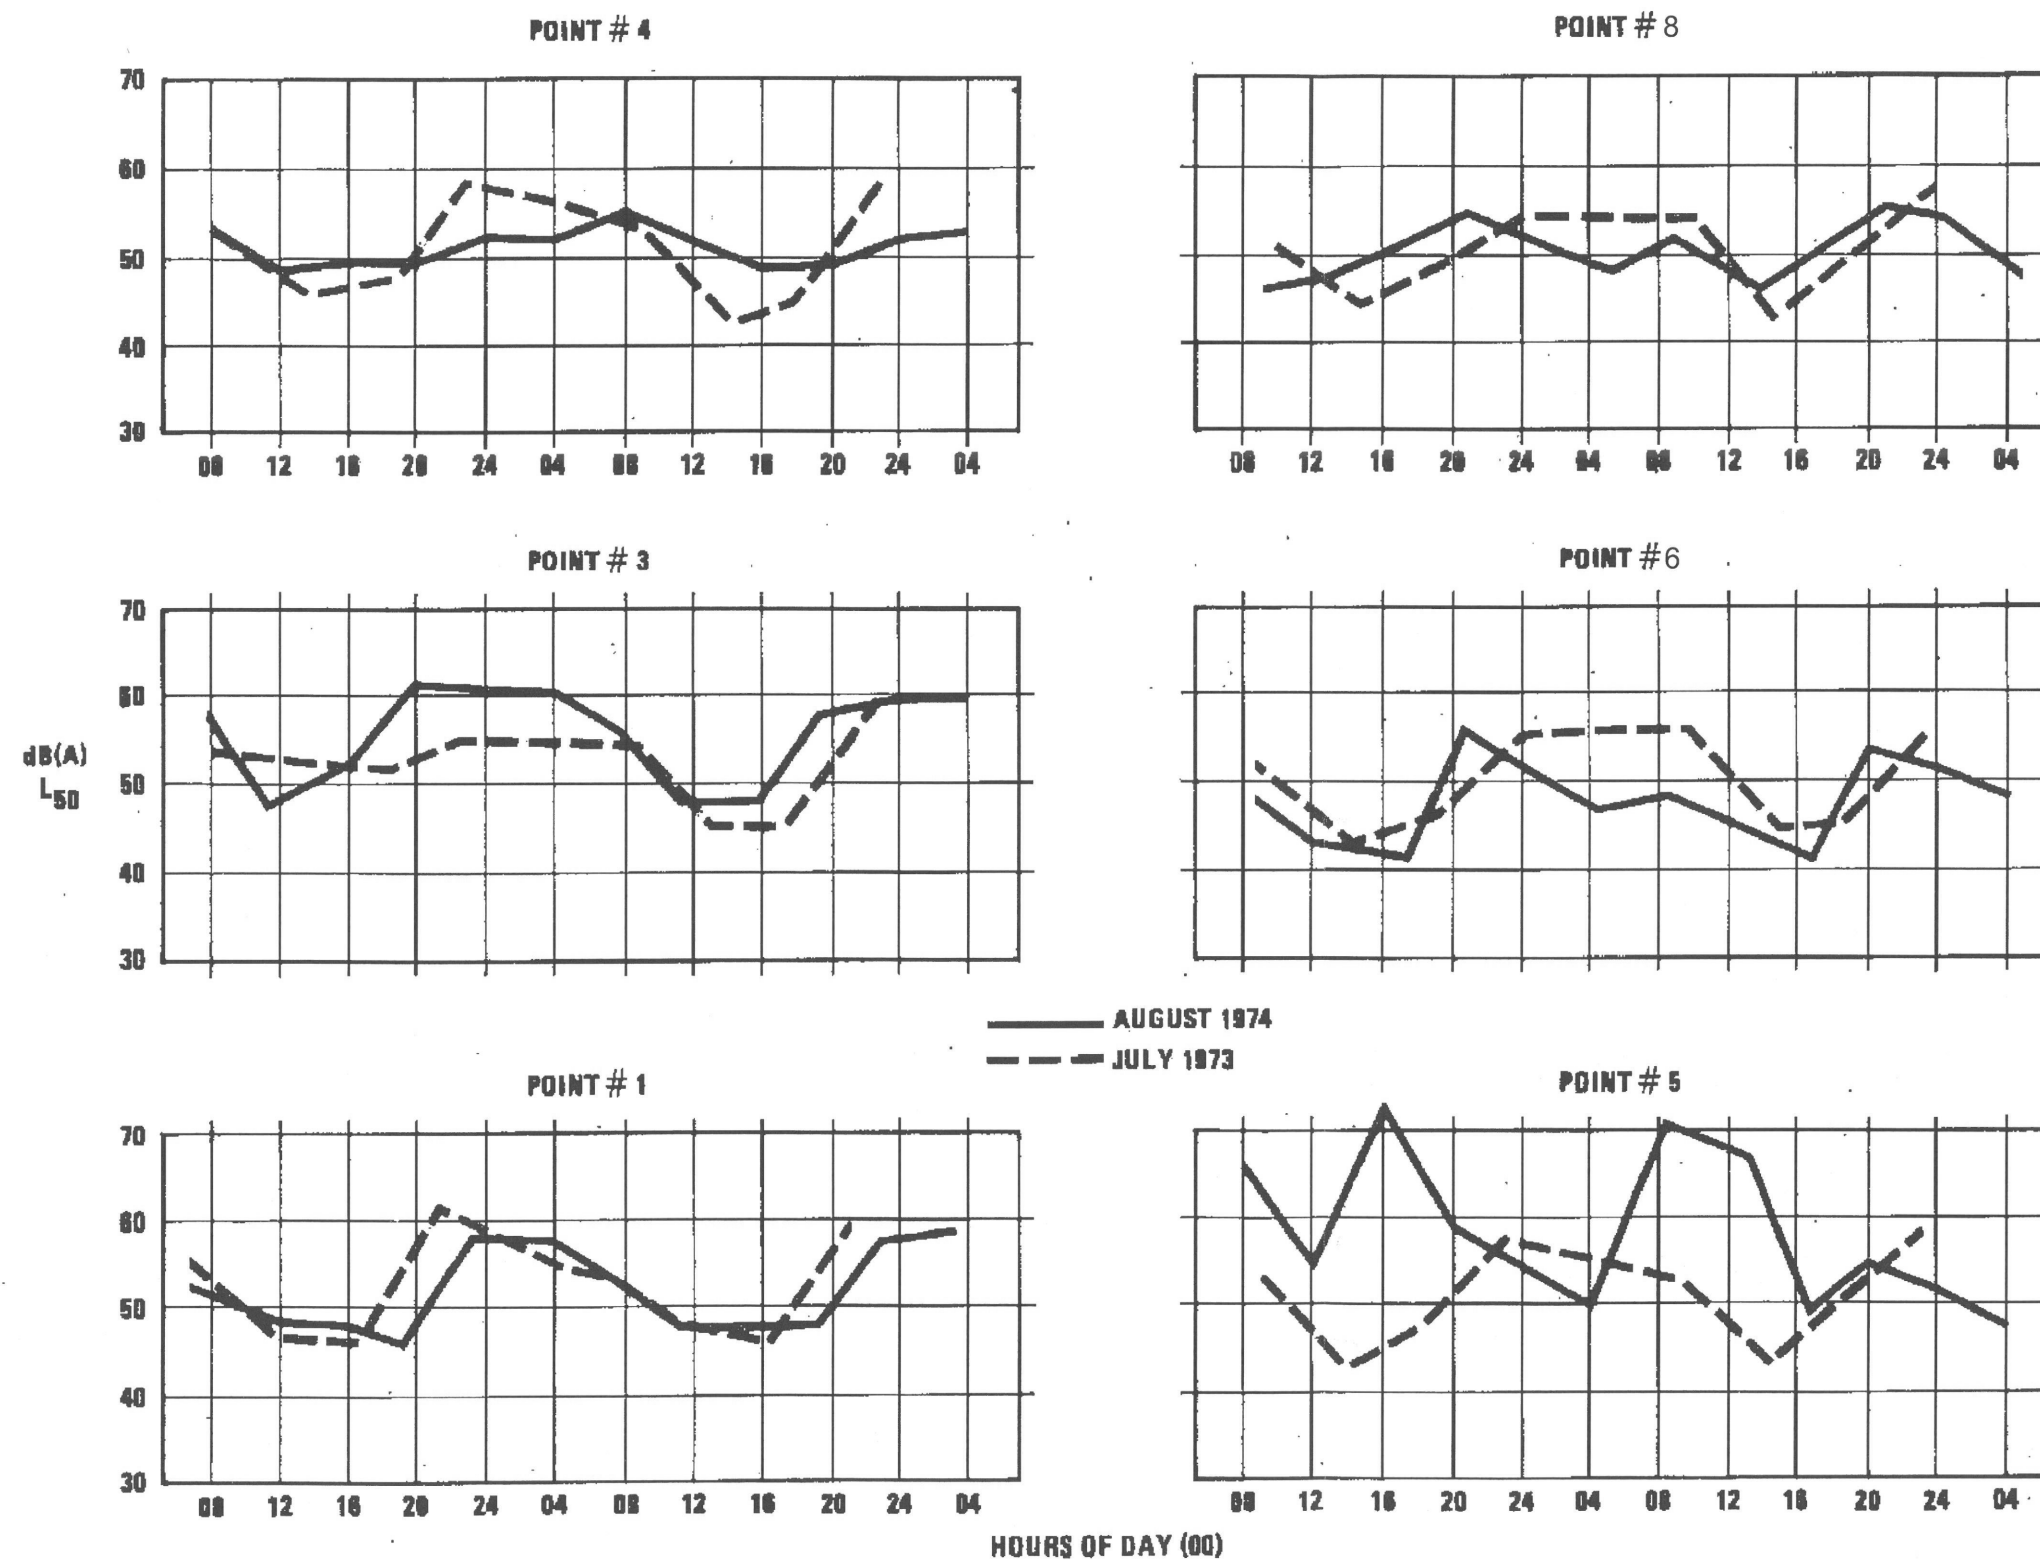 POINT # 4
70
60
50
40
30
08 12 16 20 24 04 08 12 16 20 24 04
POINT # 8
08 12 16 20 24 04 08 12 16 20 24 04
POINT # 3
70
60
50
40
30
dB(A)
L50
POINT #6
AUGUST 1974
JULY 1973
POINT # 1
70
60
50
40
30
08 12 16 20 24 04 08 12 16 20 24 04
POINT # 5
08 12 16 20 24 04 08 12 16 20 24 04
HOURS OF DAY (00)